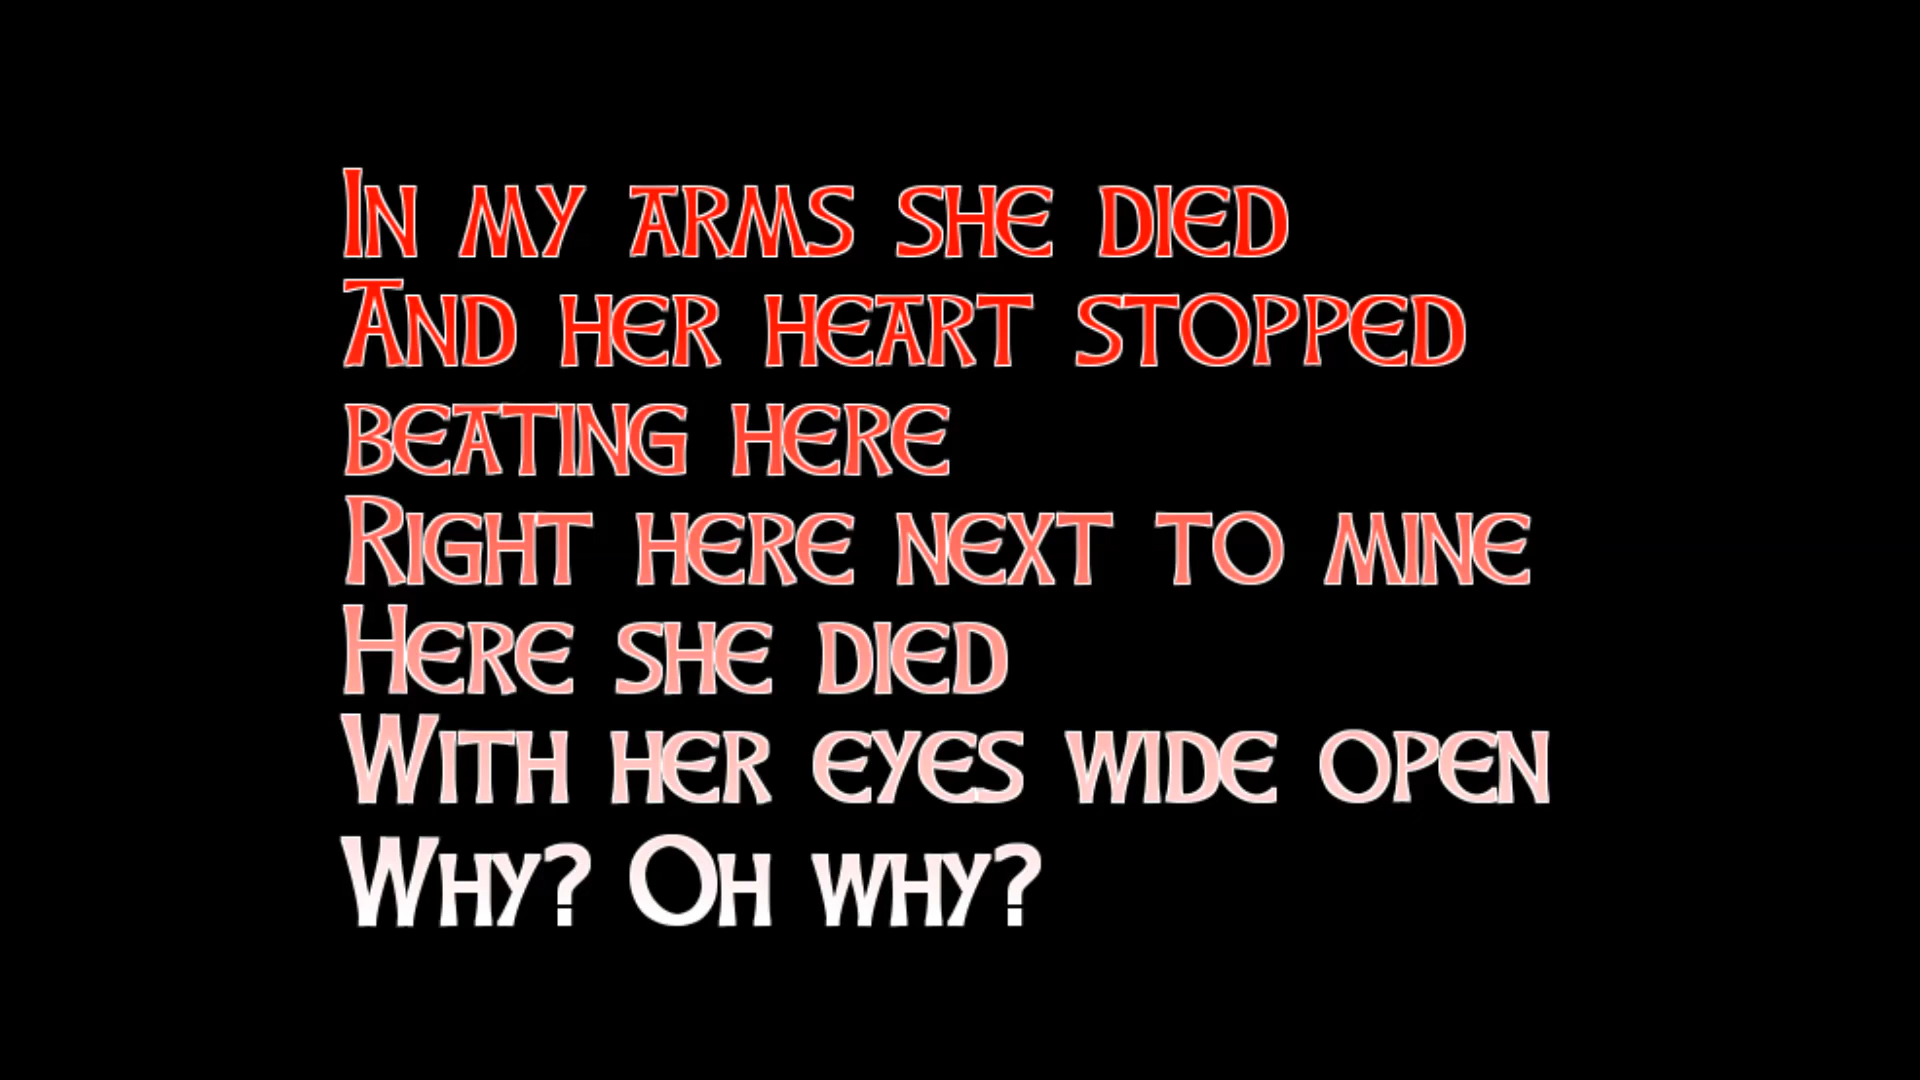 In my arms she died
And her heart stopped
beating here
Right here next to mine
Here she died
With her eyes wide open
Why? Oh why?